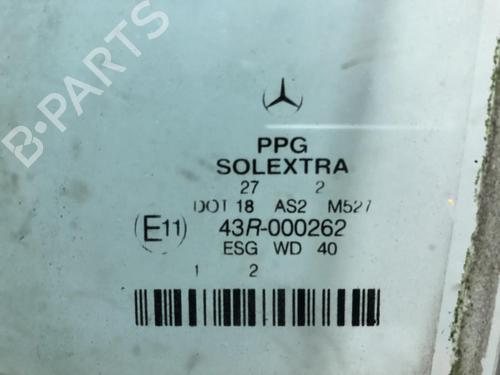 PPG
SOLEXTRA
27 2
DOT 18 AS2 M527
E11 43R-000262
ESG WD 40
1 2
B-PARTS